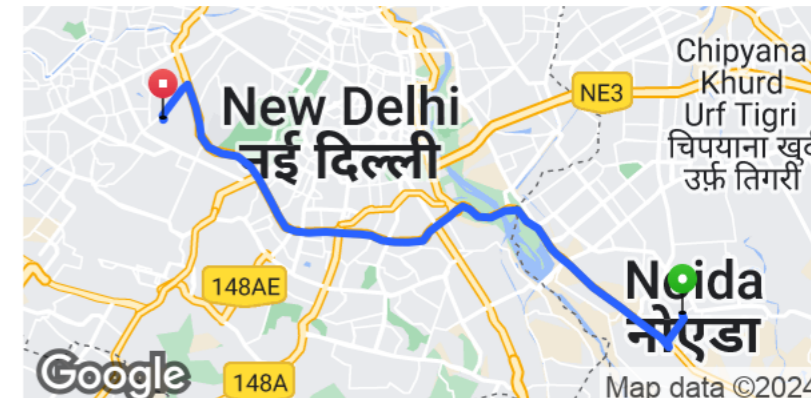 Chipyana
Khurd
Urf Tigri
चिपयाना खुर्द
उर्फ़ तिगरी
NE3
New Delhi
नई दिल्ली
148AE
Noida
नोएडा
148A
Google
Map data ©2024